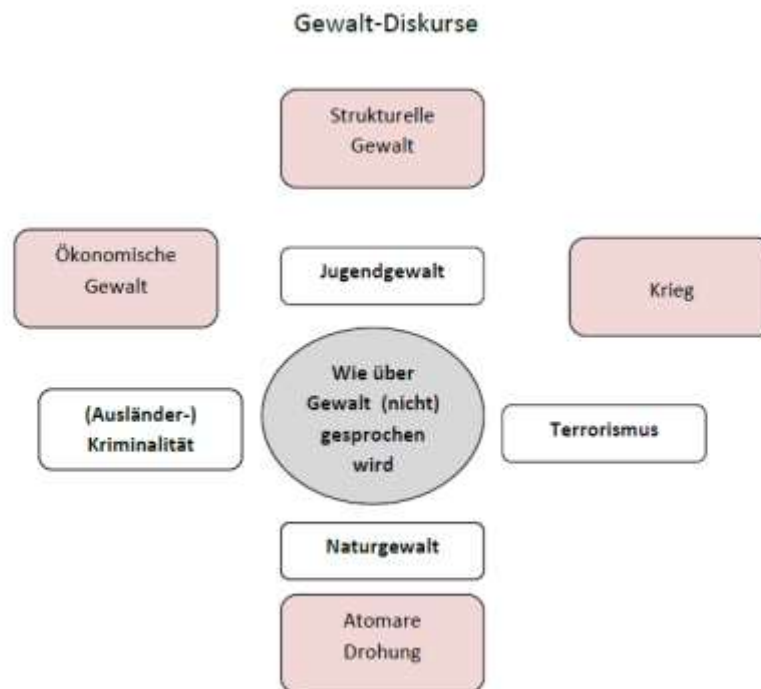 Gewalt-Diskurse
Strukturelle
Gewalt
Ökonomische
Gewalt
Jugendgewalt
Krieg
(Ausländer-)
Kriminalität
Wie über
Gewalt (nicht)
gesprochen
wird
Terrorismus
Naturgewalt
Atomare
Drohung